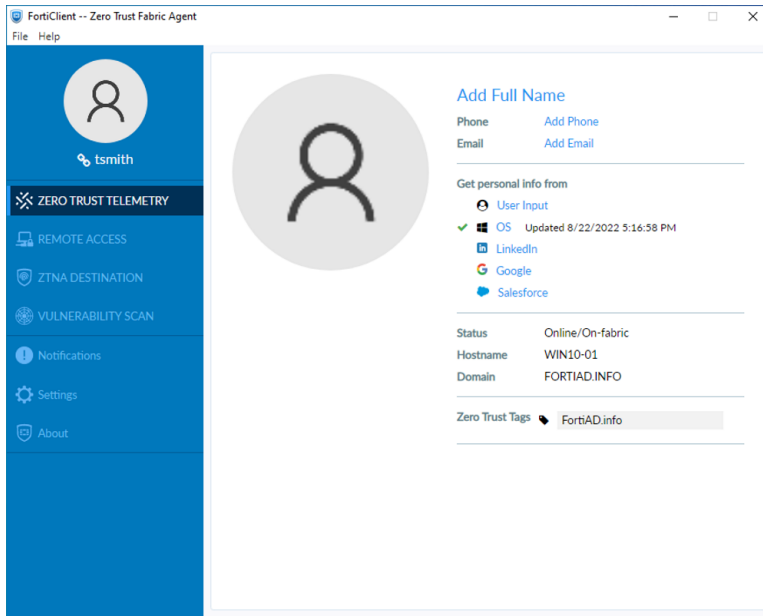 FortiClient -- Zero Trust Fabric Agent
File Help
tsmith
ZERO TRUST TELEMETRY
REMOTE ACCESS
ZTNA DESTINATION
VULNERABILITY SCAN
Notifications
Settings
About
Add Full Name
Phone Add Phone
Email Add Email
Get personal info from
User Input
OS Updated 8/22/2022 5:16:58 PM
LinkedIn
Google
Salesforce
Status Online/On-fabric
Hostname WIN10-01
Domain FORTIAD.INFO
Zero Trust Tags FortiAD.info